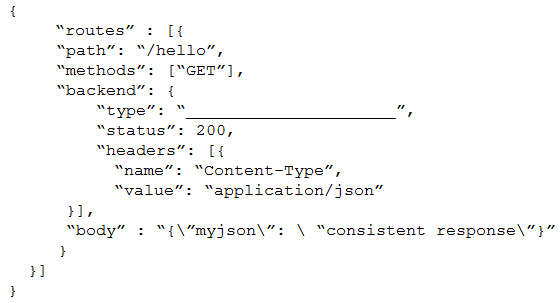 {
“routes” : [{
“path”: “/hello”,
“methods”: [“GET”],
“backend”: {
“type”: “______________________”,
“status”: 200,
“headers”: [{
“name”: “Content-Type”,
“value”: “application/json”
}],
“body” : “{\”myjson\”: \ “consistent response\”}”
}
}]
}